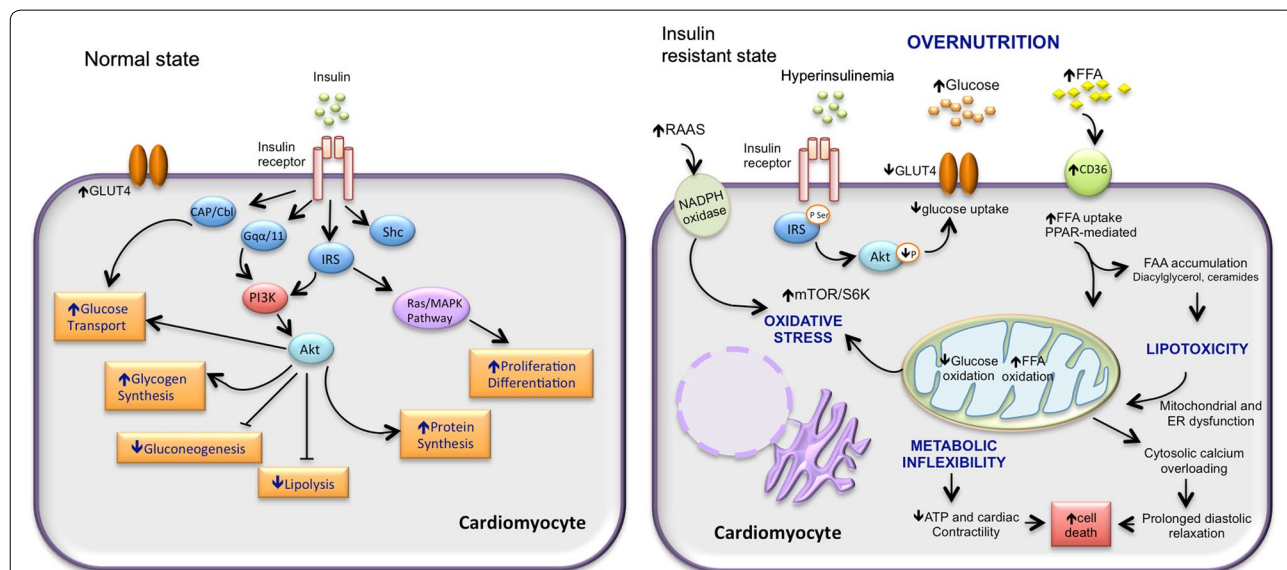 Normal state
Insulin
Insulin
receptor
↑GLUT4
CAP/Cbl
Gqα/11
Shc
IRS
PI3K
Ras/MAPK
Pathway
↑Glucose
Transport
Akt
↑Glycogen
Synthesis
↑Proliferation
Differentiation
↓Gluconeogenesis
↑Protein
Synthesis
↓Lipolysis
Cardiomyocyte
Insulin
resistant state
OVERNUTRITION
Hyperinsulinemia
↑Glucose
↑FFA
↑RAAS
Insulin
receptor
↓GLUT4
↑CD36
NADPH
oxidase
P Ser
IRS
↓glucose uptake
Akt
↓P
↑FFA uptake
PPAR-mediated
FAA accumulation
Diacylglycerol, ceramides
↑mTOR/S6K
OXIDATIVE
STRESS
↓Glucose
oxidation
↑FFA
oxidation
LIPOTOXICITY
Mitochondrial and
ER dysfunction
METABOLIC
INFLEXIBILITY
Cytosolic calcium
overloading
↓ATP and cardiac
Contractility
↑cell
death
Prolonged diastolic
relaxation
Cardiomyocyte